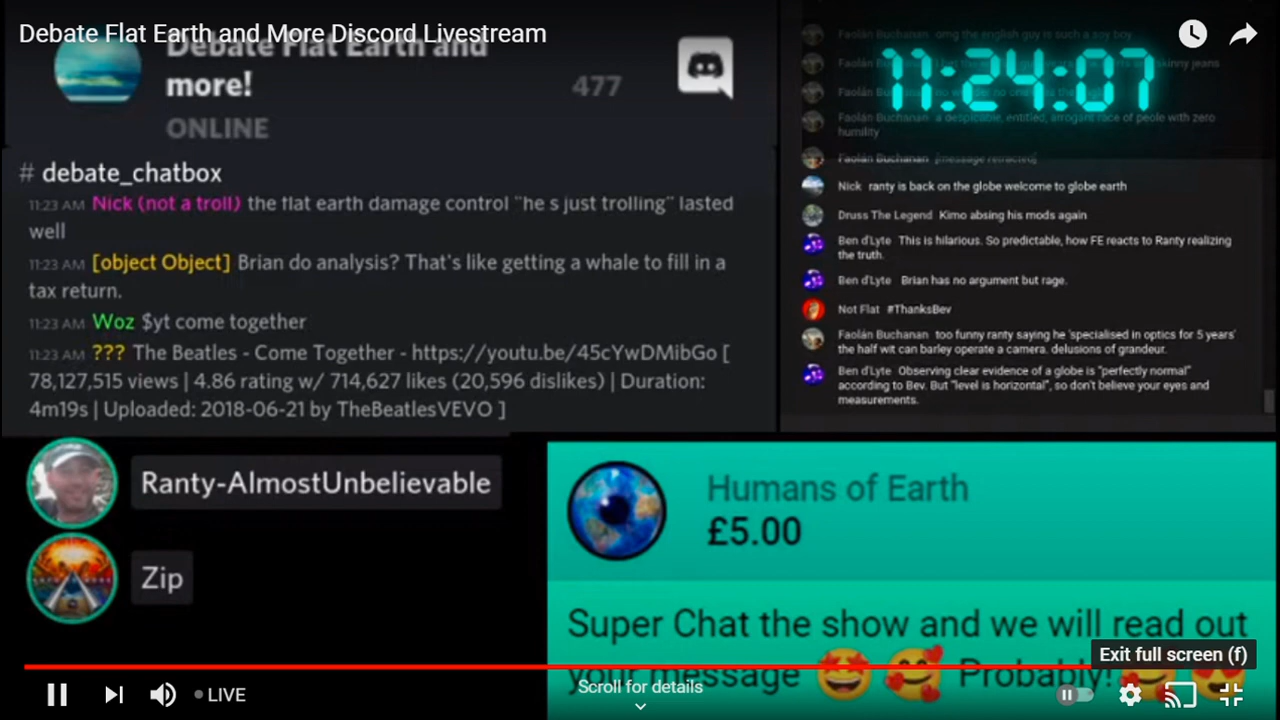 Debate Flat Earth and More Discord Livestream
Debate Flat Earth and
more!
477
ONLINE
# debate_chatbox
11:23 AM Nick (not a troll) the flat earth damage control "he s just trolling" lasted
well
11:23 AM [object Object] Brian do analysis? That's like getting a whale to fill in a
tax return.
11:23 AM Woz $yt come together
11:23 AM ??? The Beatles - Come Together - https://youtu.be/45cYwDMibGo [
78,127,515 views | 4.86 rating w/ 714,627 likes (20,596 dislikes) | Duration:
4m19s | Uploaded: 2018-06-21 by TheBeatlesVEVO ]
11:24:07
Faolán Buchanan omg the english guy is such a soy boy
Faolán skinny jeans
Faolán
Faolán Buchanan a despicable, entitled, arrogant race of peole with zero
humility
Faolán Buchanan [message retracted]
Nick ranty is back on the globe welcome to globe earth
Druss The Legend Kimo absing his mods again
Ben d'Lyte This is hilarious. So predictable, how FE reacts to Ranty realizing
the truth.
Ben d'Lyte Brian has no argument but rage.
Not Flat #ThanksBev
Faolán Buchanan too funny ranty saying he 'specialised in optics for 5 years'
the half wit can barley operate a camera. delusions of grandeur.
Ben d'Lyte Observing clear evidence of a globe is "perfectly normal"
according to Bev. But "level is horizontal", so don't believe your eyes and
measurements.
Ranty-AlmostUnbelievable
Zip
Humans of Earth
£5.00
Super Chat the show and we will read out
your message Probably!
Exit full screen (f)
LIVE
Scroll for details